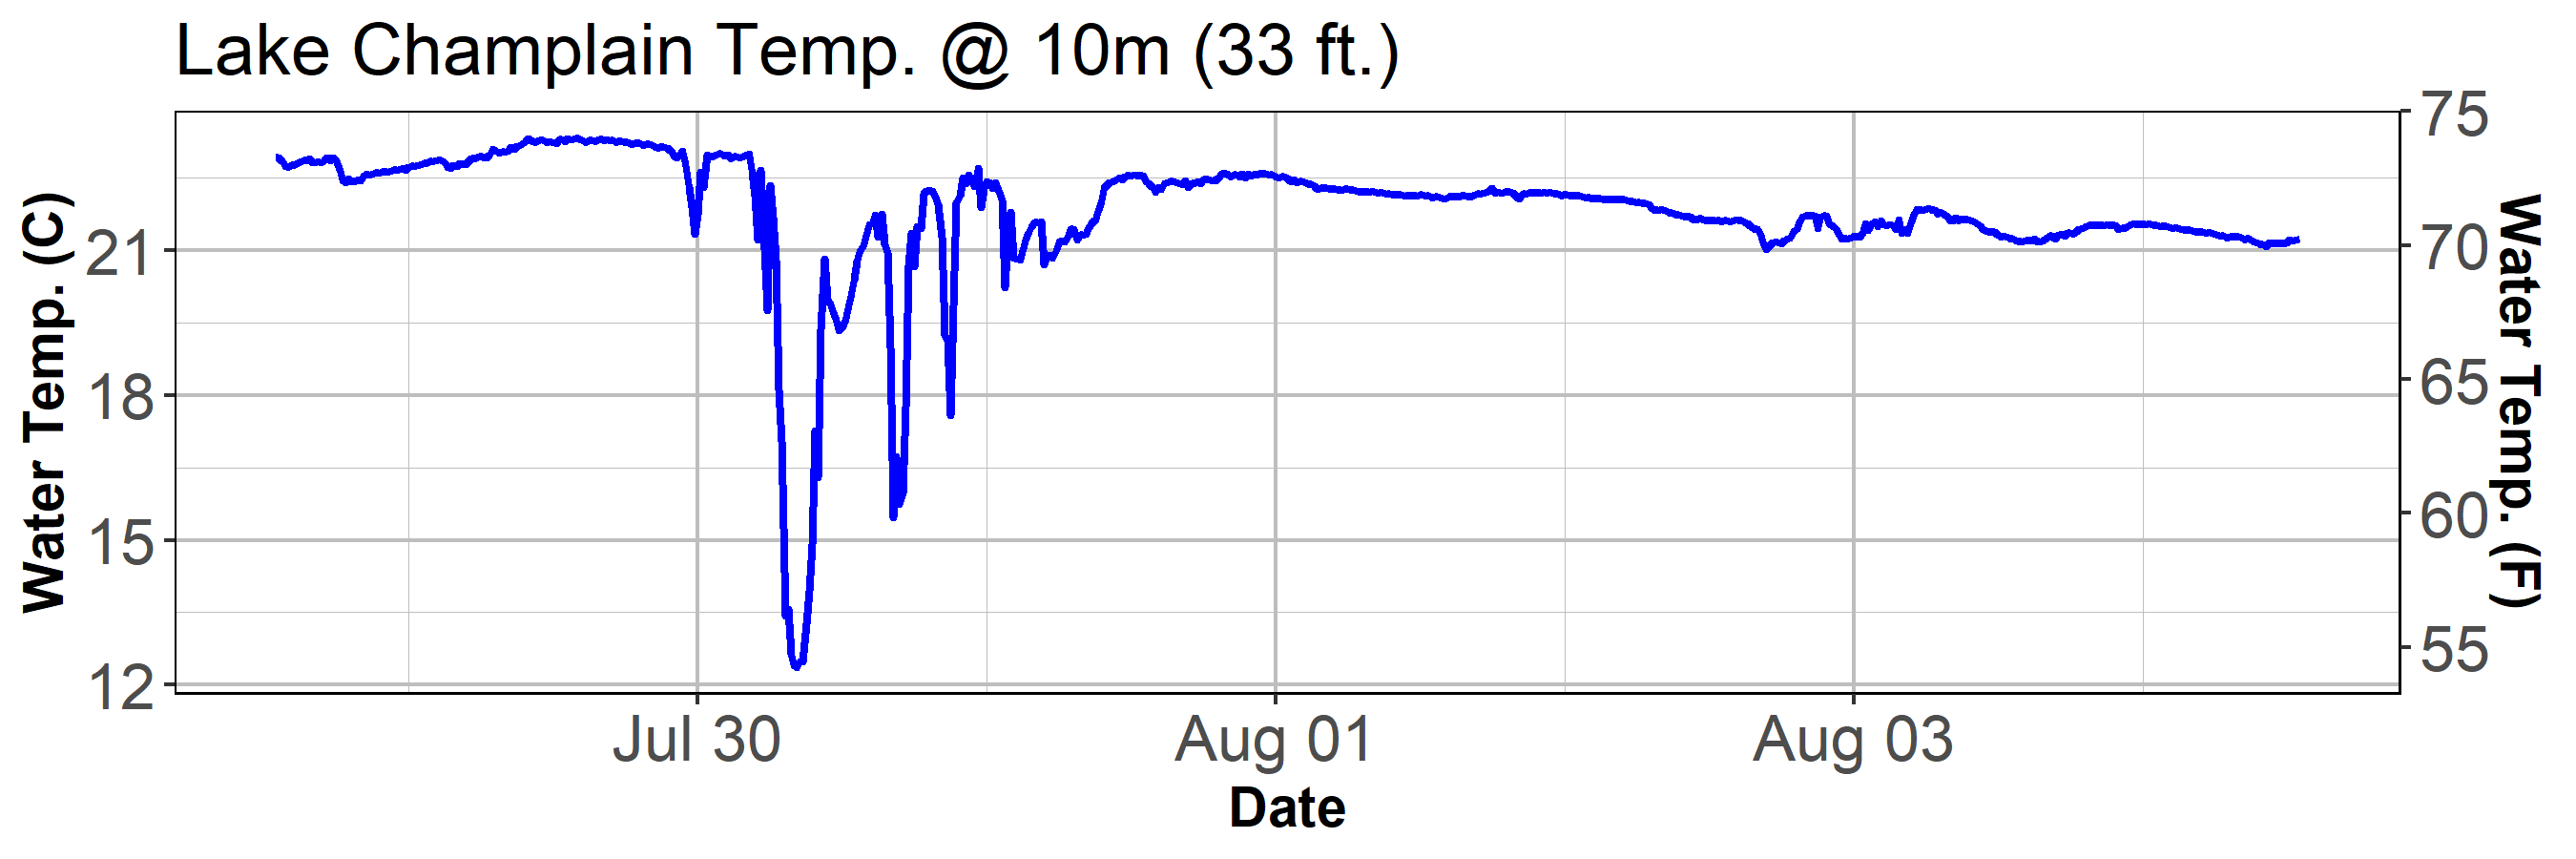 Lake Champlain Temp. @ 10m (33 ft.)
Water Temp. (C)
21
18
15
12
75
70
65
60
55
Water Temp. (F)
Jul 30
Aug 01
Aug 03
Date